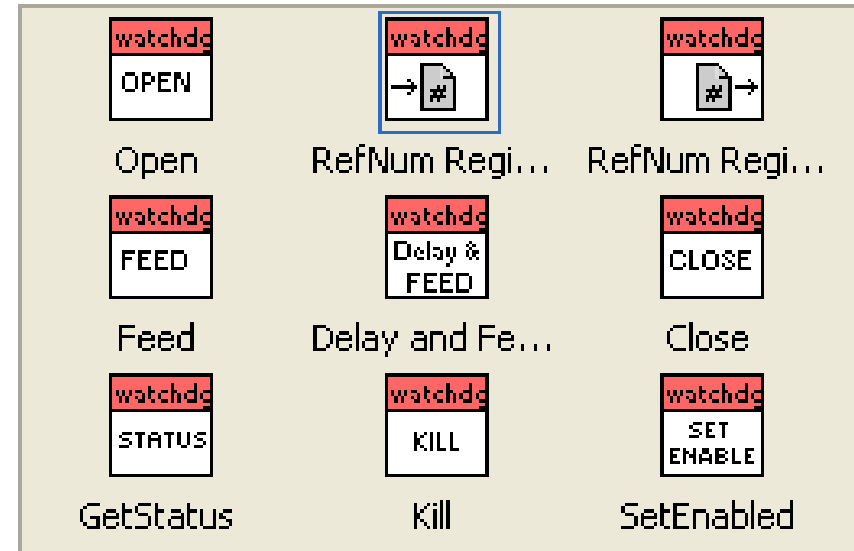 watchdg watchdg watchdg
OPEN # #
Open RefNum Regi... RefNum Regi...
watchdg watchdg watchdg
FEED Delay & FEED CLOSE
Feed Delay and Fe... Close
watchdg watchdg watchdg
STATUS KILL SET ENABLE
GetStatus Kill SetEnabled